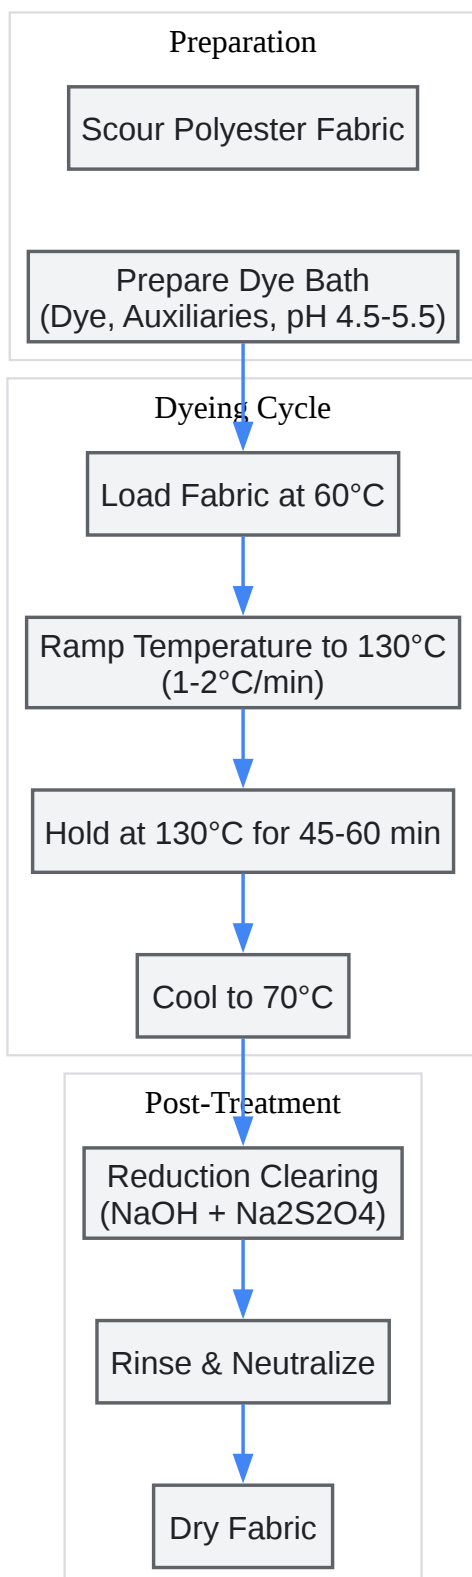 Preparation
Scour Polyester Fabric
Prepare Dye Bath
(Dye, Auxiliaries, pH 4.5-5.5)
Dyeing Cycle
Load Fabric at 60°C
Ramp Temperature to 130°C
(1-2°C/min)
Hold at 130°C for 45-60 min
Cool to 70°C
Post-Treatment
Reduction Clearing
(NaOH + Na2S2O4)
Rinse & Neutralize
Dry Fabric